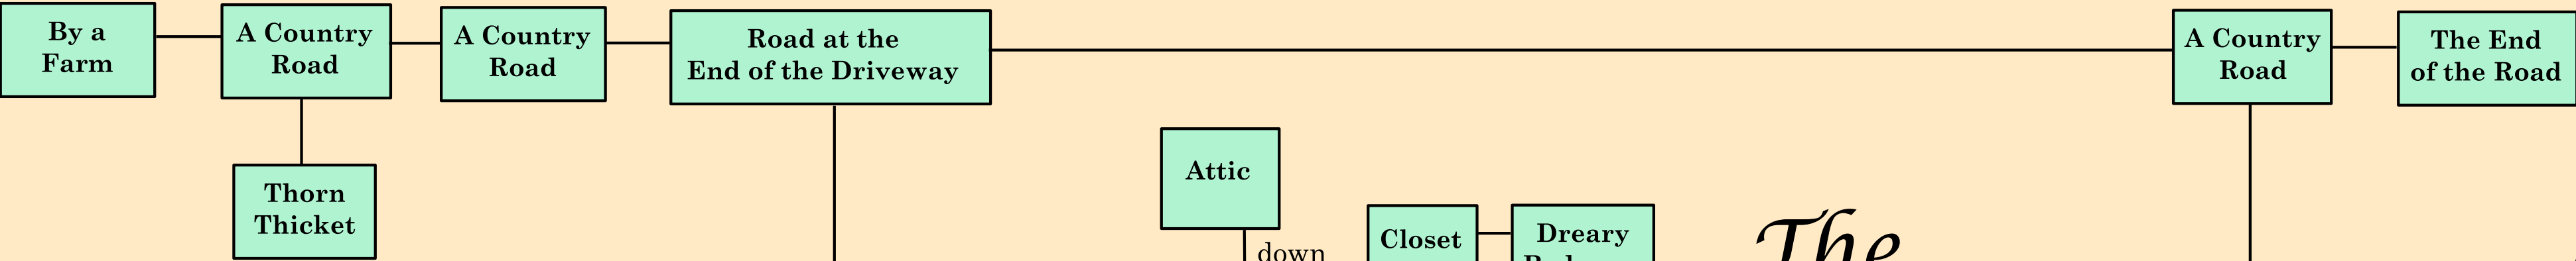 By a
Farm
A Country
Road
A Country
Road
Road at the
End of the Driveway
A Country
Road
The End
of the Road
Thorn
Thicket
Attic
down
Closet
Dreary
The